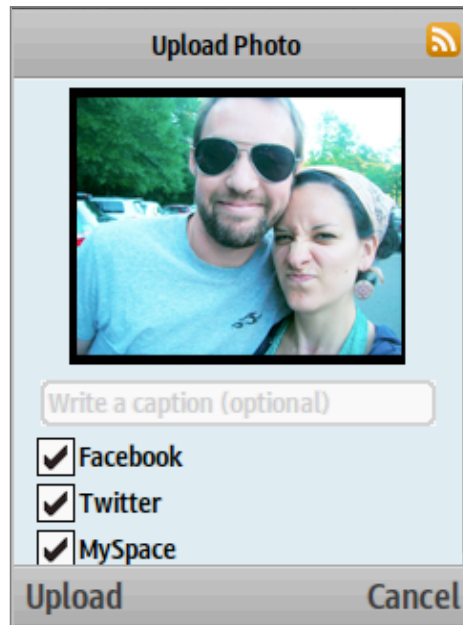 Upload Photo
Write a caption (optional)
Facebook
Twitter
MySpace
Upload Cancel